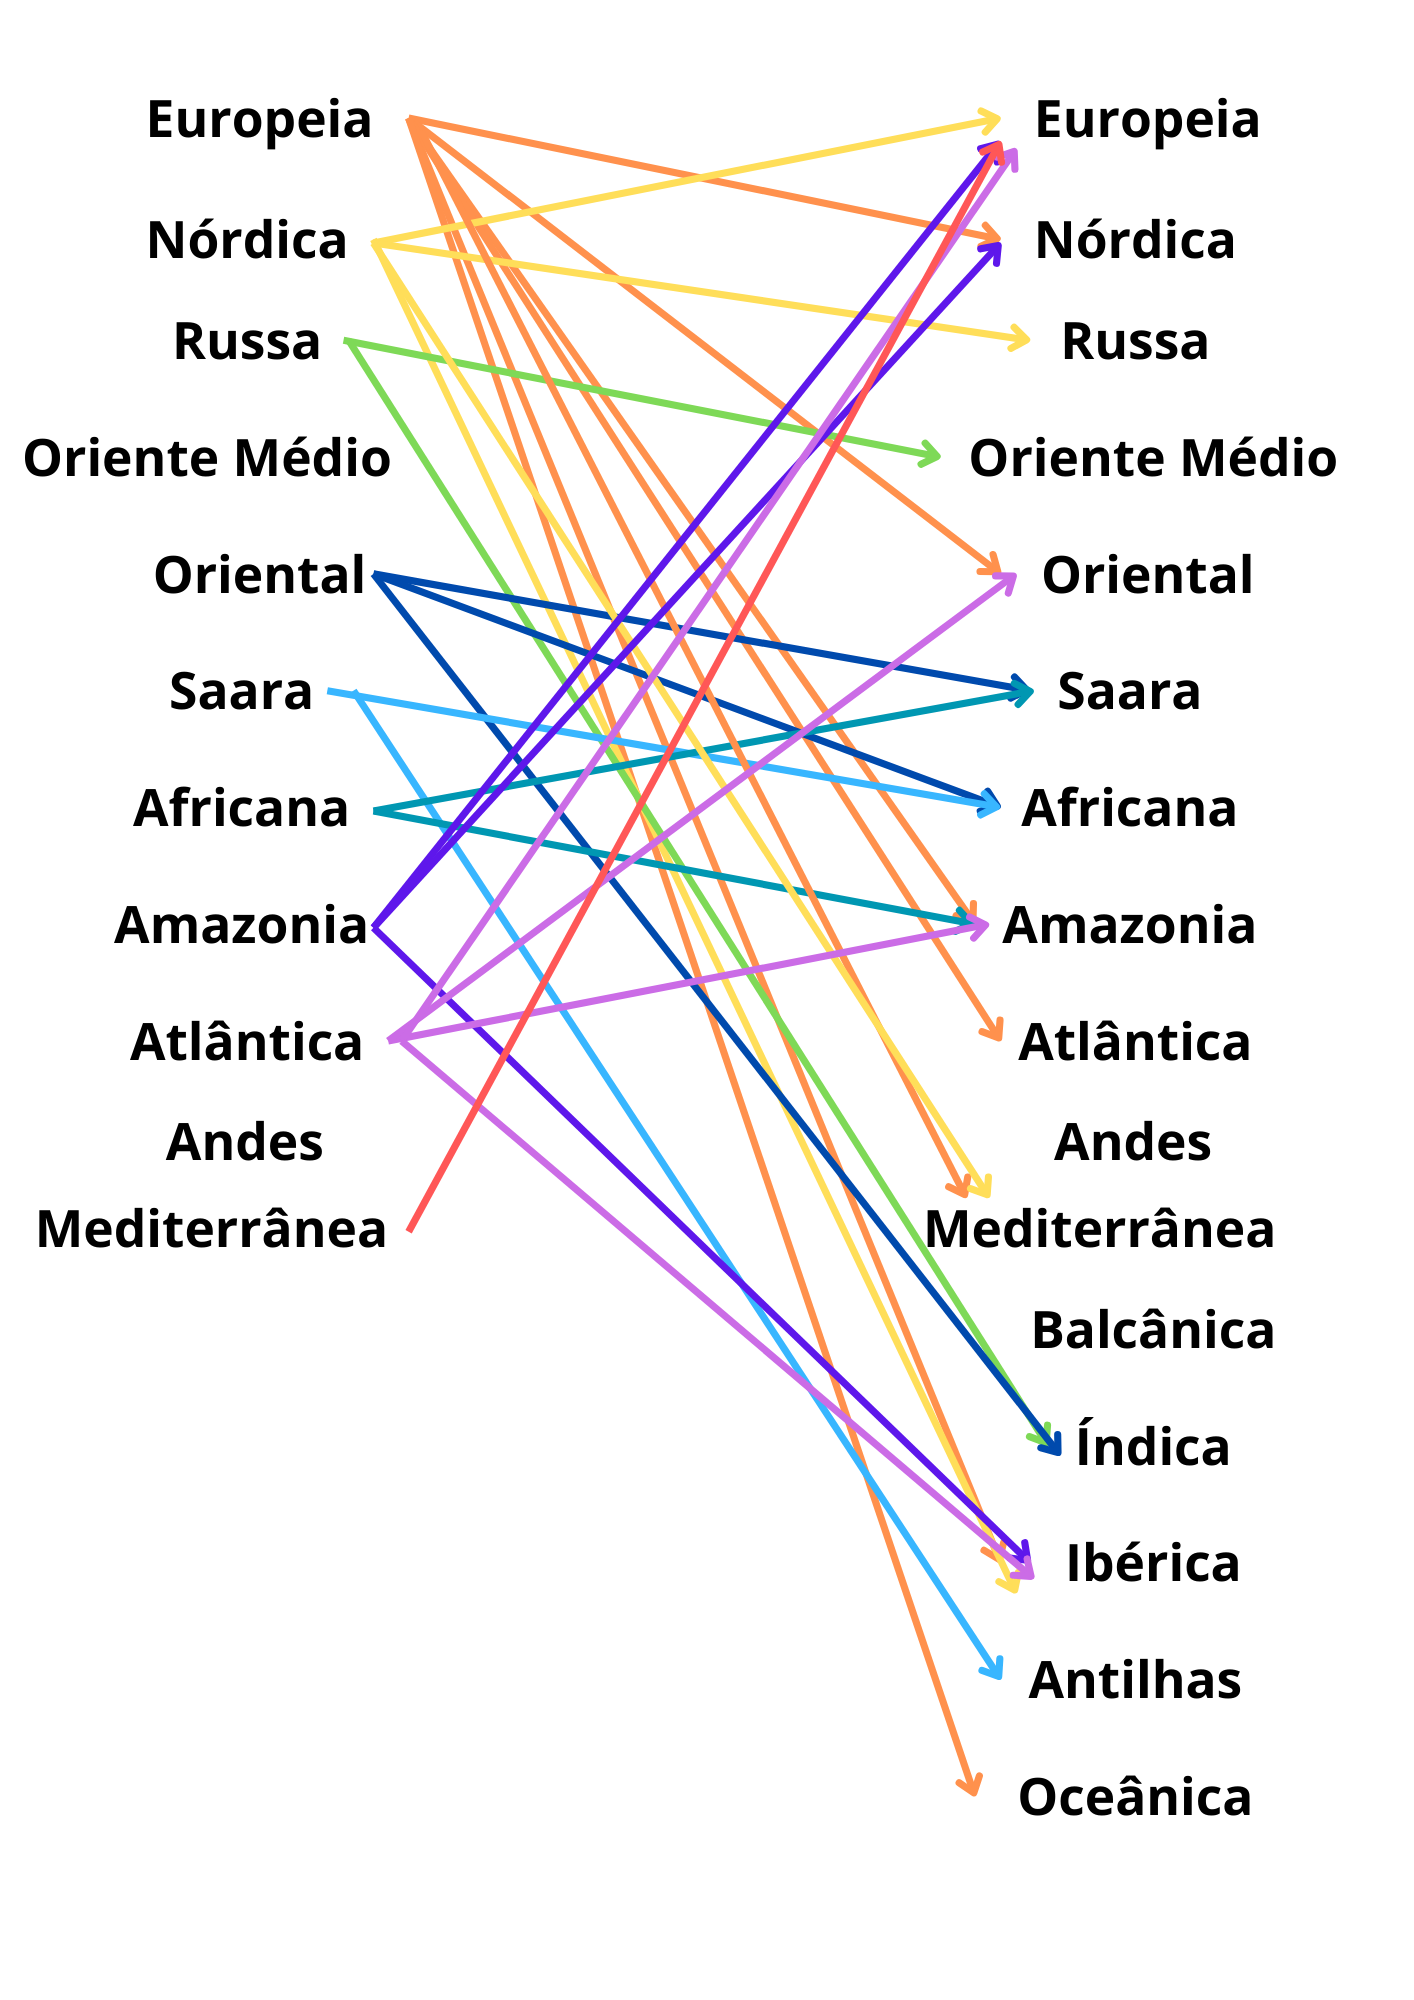 Europeia
Nórdica
Russa
Oriente Médio
Oriental
Saara
Africana
Amazonia
Atlântica
Andes
Mediterrânea
Europeia
Nórdica
Russa
Oriente Médio
Oriental
Saara
Africana
Amazonia
Atlântica
Andes
Mediterrânea
Balcânica
Índica
Ibérica
Antilhas
Oceânica